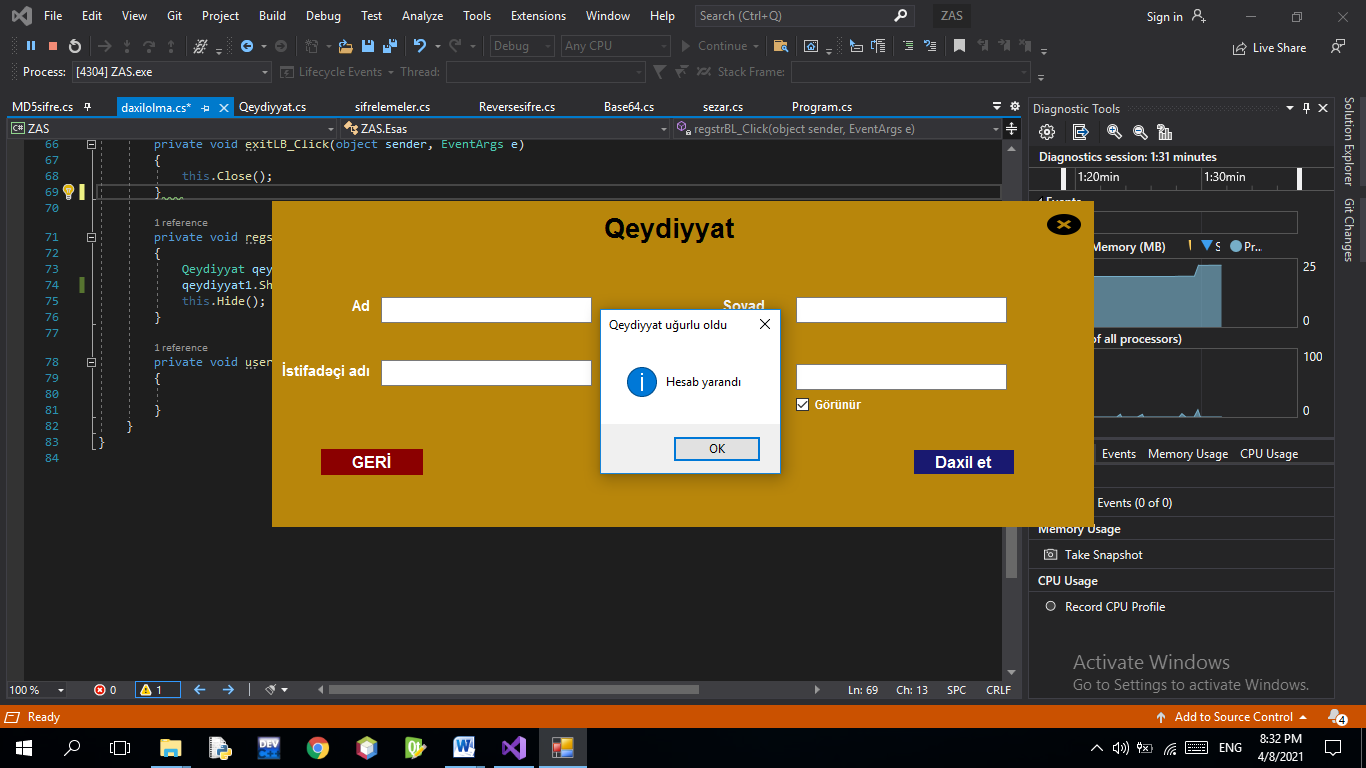 File Edit View Git Project Build Debug Test Analyze Tools Extensions Window Help Search (Ctrl+Q) ZAS Sign in
Debug Any CPU Continue Live Share
Process: [4304] ZAS.exe Lifecycle Events Thread: Stack Frame:
MD5sifre.cs daxilolma.cs* Qeydiyyat.cs sifrelemeler.cs Reversesifre.cs Base64.cs sezar.cs Program.cs
C# ZAS ZAS.Esas regstrBL_Click(object sender, EventArgs e)
66 private void exitLB_Click(object sender, EventArgs e)
67 {
68 this.Close();
69 }
70
1 reference
71 private void regs
72 {
73 Qeydiyyat qey
74 qeydiyyat1.Sh
75 this.Hide();
76 }
77
1 reference
78 private void user
79 {
80
81 }
82 }
83 }
84
Qeydiyyat
Ad
Soyad
İstifadəçi adı
Görünür
GERİ
Daxil et
Qeydiyyat uğurlu oldu
Hesab yarandı
OK
Diagnostic Tools
Diagnostics session: 1:31 minutes
1:20min 1:30min
Events
Memory (MB) S Pr...
25
0
of all processors)
100
0
Events Memory Usage CPU Usage
Events (0 of 0)
Memory Usage
Take Snapshot
CPU Usage
Record CPU Profile
Solution Explorer
Git Changes
Activate Windows
Go to Settings to activate Windows.
100 % 0 1 Ln: 69 Ch: 13 SPC CRLF
Ready Add to Source Control 4
DEV
ENG
8:32 PM
4/8/2021